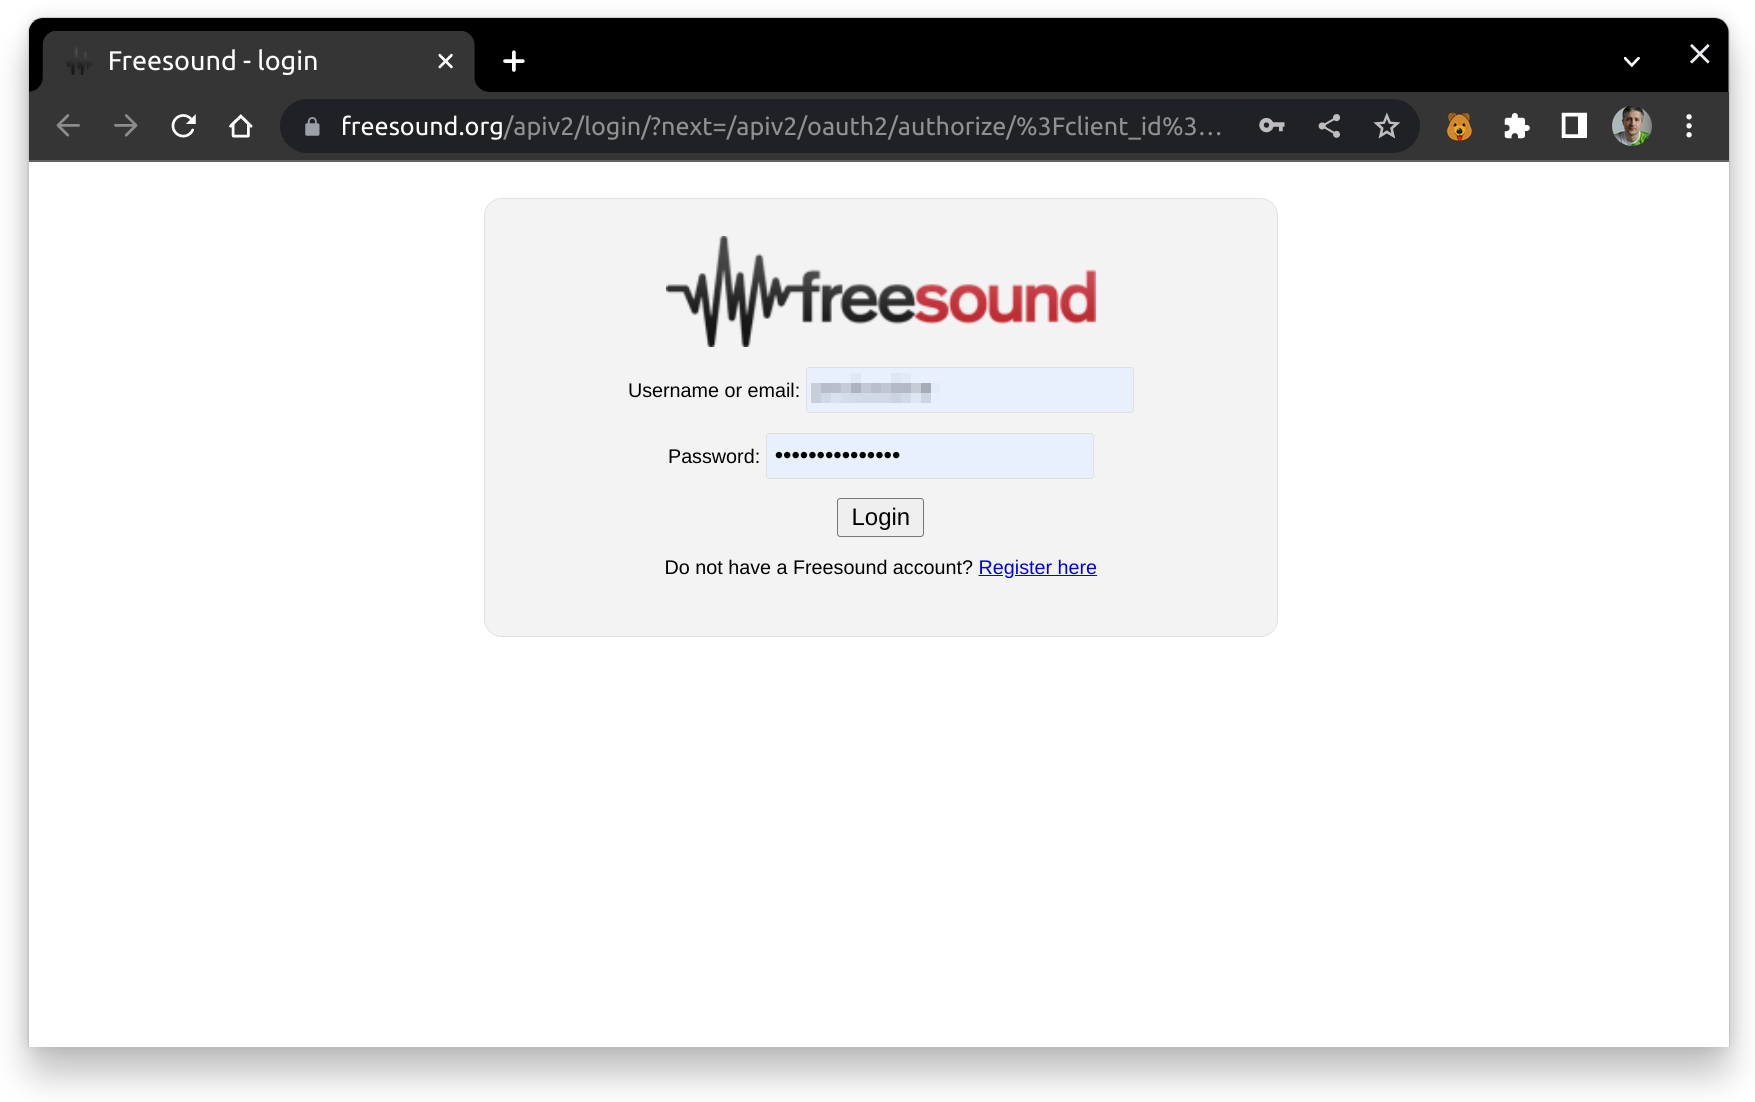 Freesound - login
freesound.org/apiv2/login/?next=/apiv2/oauth2/authorize/%3Fclient_id%3...
freesound
Username or email:
Password: •••••••••••••••
Login
Do not have a Freesound account? Register here